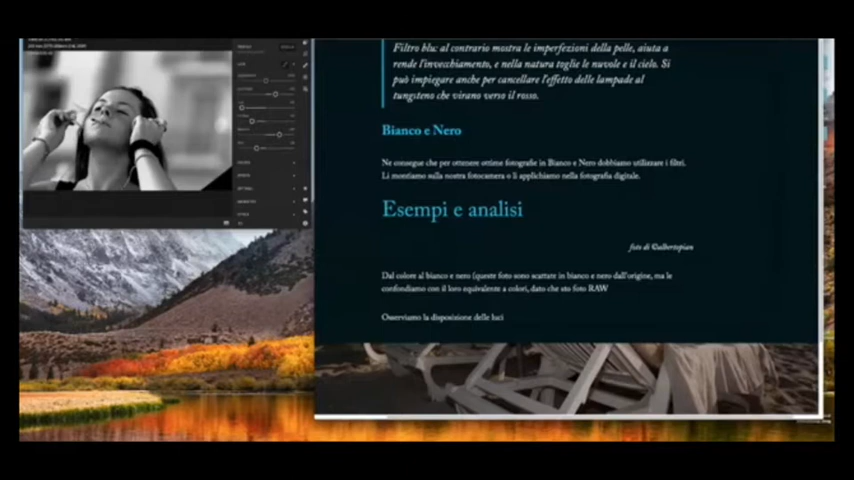 Filtro blu: al contrario mostra le imperfezioni della pelle, aiuta a
rende l'invecchiamento, e nella natura toglie le nuvole e il cielo. Si
può impiegare anche per cancellare l'effetto delle lampade al
tungsteno che virano verso il rosso.
Bianco e Nero
Ne consegue che per ottenere ottime fotografie in Bianco e Nero dobbiamo utilizzare i filtri.
Li montiamo sulla nostra fotocamera o li applichiamo nella fotografia digitale.
Esempi e analisi
foto di ©albertopian
Dal colore al bianco e nero (queste foto sono scattate in bianco e nero dall'origine, ma le
confondiamo con il loro equivalente a colori, dato che sto foto RAW
Osserviamo la disposizione delle luci